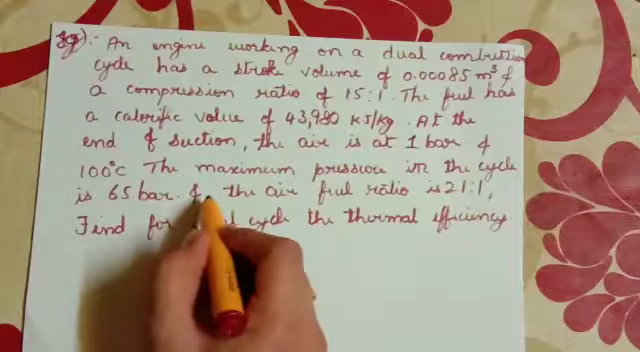 Ig):- An engine working on a dual combustion
cycle has a stroke volume of 0.00085 m³ &
a compression ratio of 15:1. The fuel has
a calorific value of 43,980 KJ/kg. At the
end of suction, the air is at 1 bar &
100°C The maximum pressure in the cycle
is 65 bar. & the air fuel ratio is 21:1,
Find for cycle the thermal efficiency